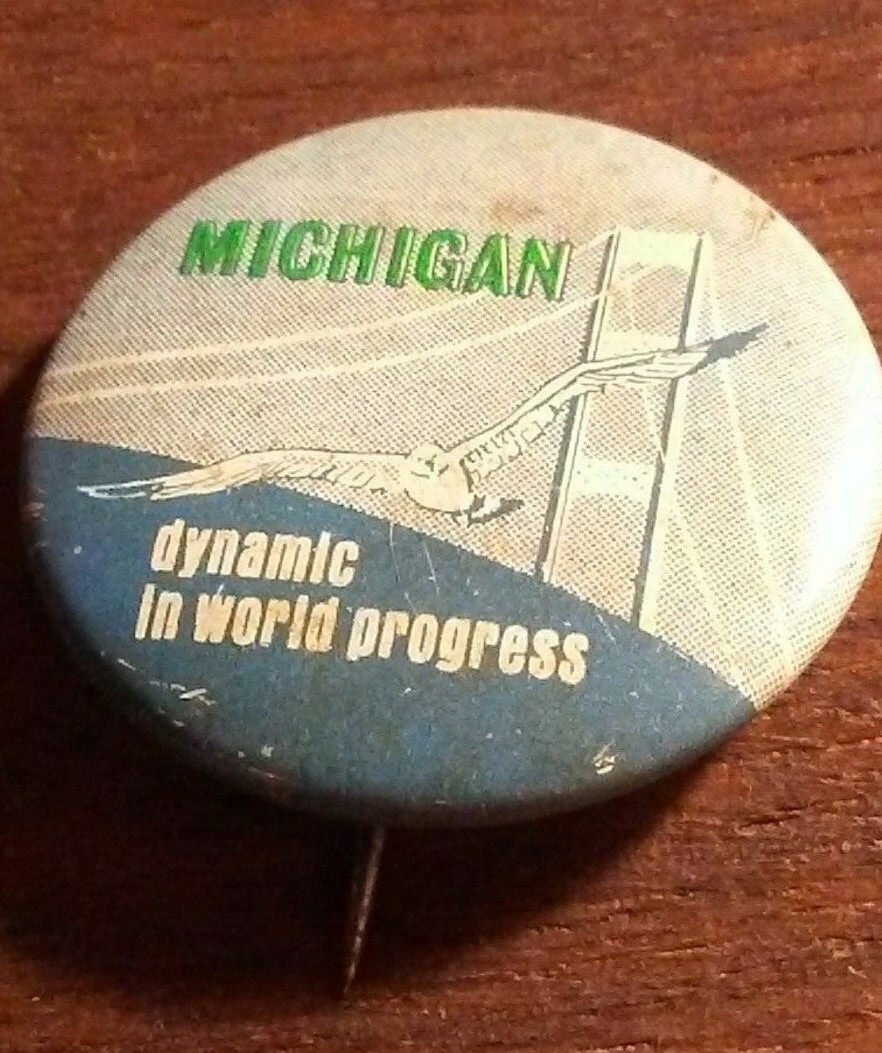 MICHIGAN
dynamic
in world progress